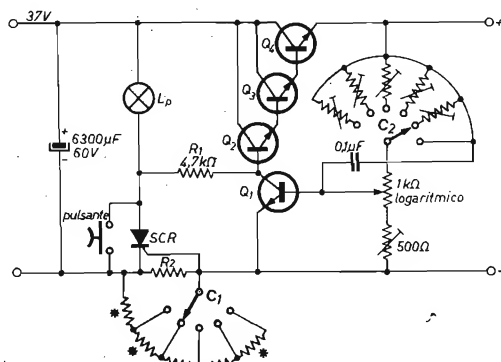 37V
+
Q4
Q3
Lp
Q2
C2
+
6300µF
60V
-
R1
4,7kΩ
0,1µF
Q1
1kΩ
logarítmico
pulsante
SCR
500Ω
R2
-
C1
*
*
*